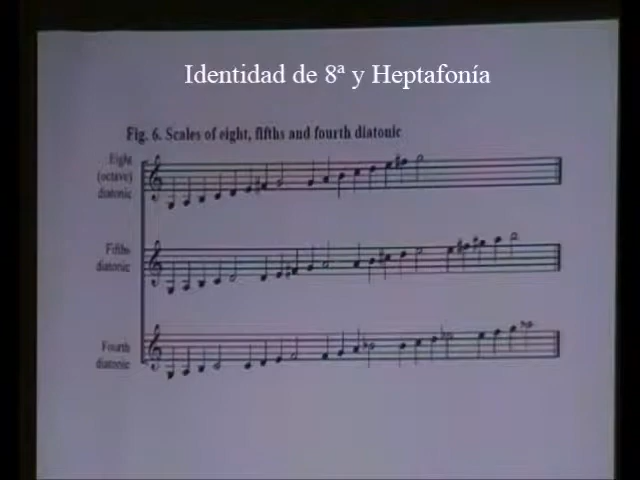 Identidad de 8ª y Heptafonía
Fig. 6. Scales of eight, fifths and fourth diatonic
Eight
(octave)
diatonic
Fifths
diatonic
Fourth
diatonic